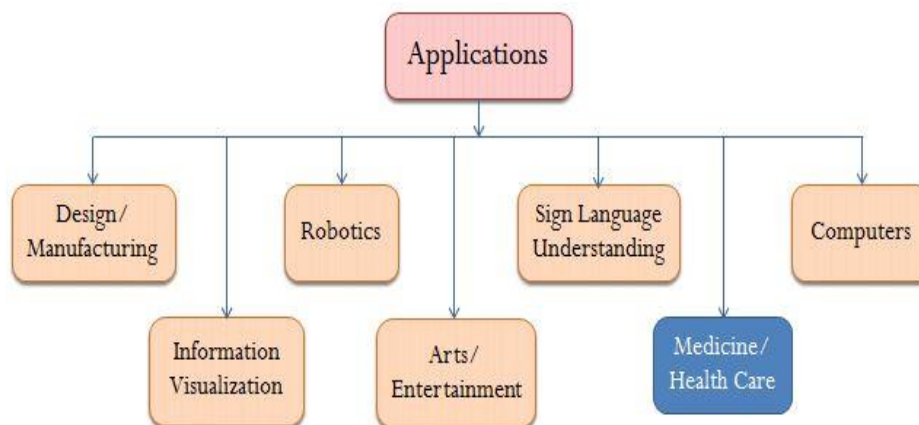 Applications
Design/
Manufacturing
Robotics
Sign Language
Understanding
Computers
Information
Visualization
Arts/
Entertainment
Medicine/
Health Care